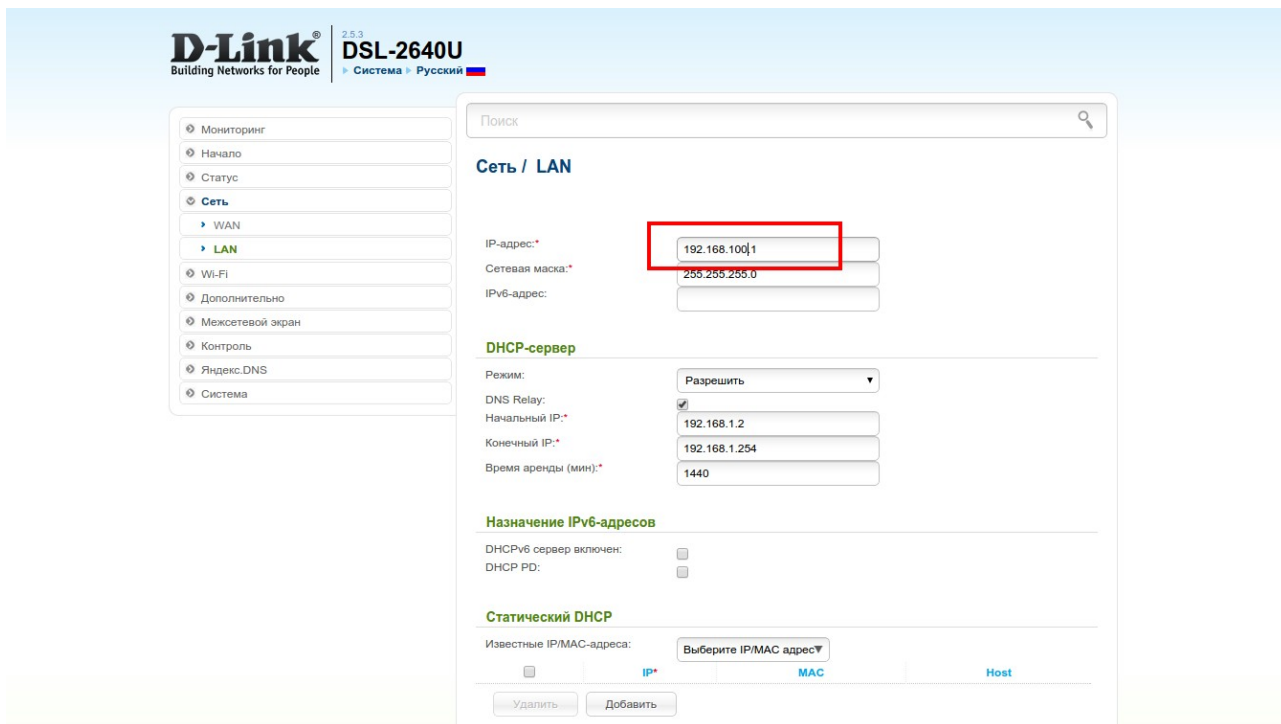 D-Link®
Building Networks for People
2.5.3
DSL-2640U
Система Русский
Мониторинг
Начало
Статус
Сеть
WAN
LAN
Wi-Fi
Дополнительно
Межсетевой экран
Контроль
Яндекс.DNS
Система
Поиск
Сеть / LAN
IP-адрес:* 192.168.100.1
Сетевая маска:* 255.255.255.0
IPv6-адрес:
DHCP-сервер
Режим: Разрешить
DNS Relay:
Начальный IP:* 192.168.1.2
Конечный IP:* 192.168.1.254
Время аренды (мин):* 1440
Назначение IPv6-адресов
DHCPv6 сервер включен:
DHCP PD:
Статический DHCP
Известные IP/MAC-адреса: Выберите IP/MAC адрес
IP* MAC Host
Удалить Добавить